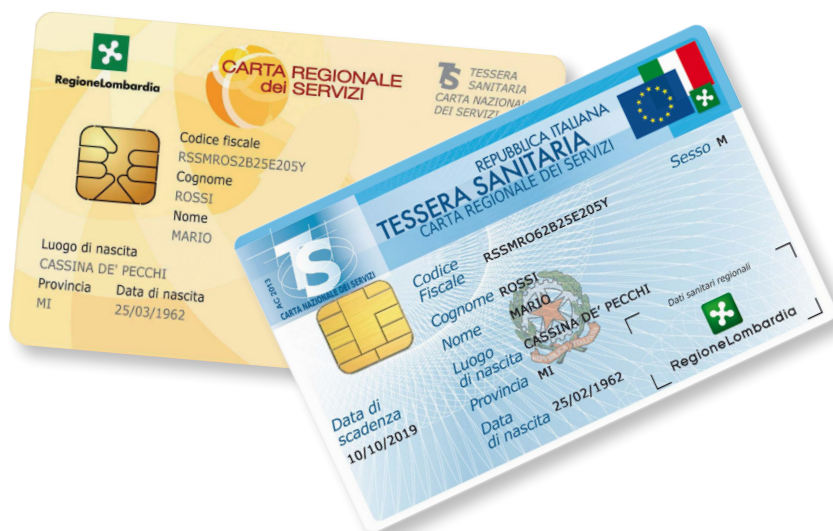 RegioneLombardia
CARTA REGIONALE
dei SERVIZI
TS TESSERA
SANITARIA
CARTA NAZIONALE
DEI SERVIZI
Codice fiscale
RSSMROS2B25E205Y
Cognome
ROSSI
Nome
MARIO
Luogo di nascita
CASSINA DE' PECCHI
Provincia Data di nascita
MI 25/03/1962
REPUBBLICA ITALIANA
TESSERA SANITARIA
CARTA REGIONALE DEI SERVIZI
Sesso M
TS
AC 2013
CARTA NAZIONALE DEI SERVIZI
Codice
Fiscale RSSMRO62B25E205Y
Cognome ROSSI
Nome MARIO
Luogo
di nascita CASSINA DE' PECCHI
Provincia MI
Data
di nascita 25/02/1962
Data di
scadenza
10/10/2019
Dati sanitari regionali
RegioneLombardia